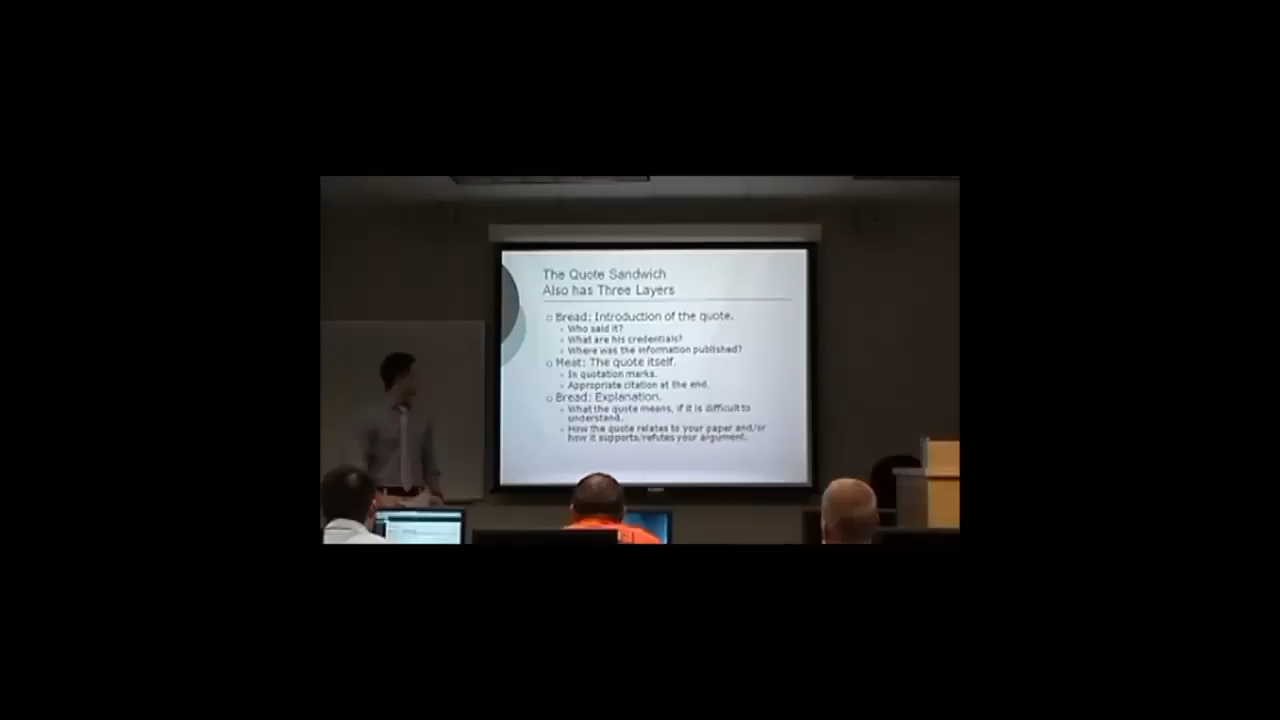 The Quote Sandwich
Also has Three Layers
Bread: Introduction of the quote.
Who said it?
What are his credentials?
Where was the information published?
Meat: The quote itself.
In quotation marks.
Appropriate citation at the end.
Bread: Explanation.
What the quote means, if it is difficult to
understand.
How the quote relates to your paper and/or
how it supports/refutes your argument.